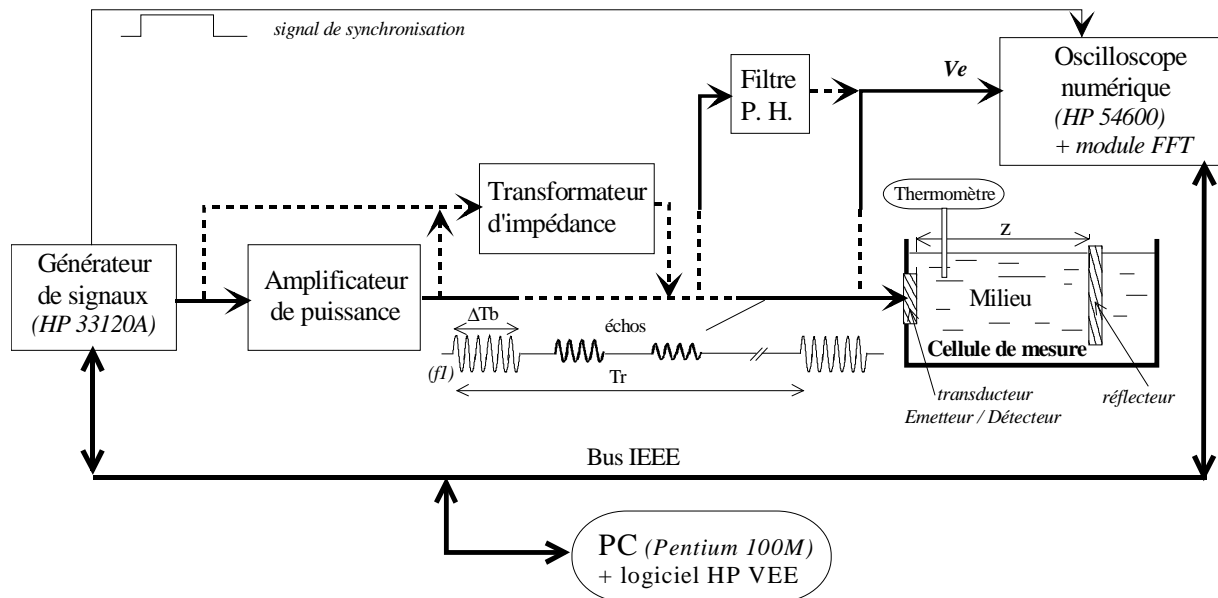 signal de synchronisation
Oscilloscope
numérique
(HP 54600)
+ module FFT
Ve
Filtre
P. H.
Transformateur
d'impédance
Thermomètre
z
Générateur
de signaux
(HP 33120A)
Amplificateur
de puissance
Milieu
Cellule de mesure
ΔTb
échos
(f1)
Tr
transducteur
Emetteur / Détecteur
réflecteur
Bus IEEE
PC (Pentium 100M)
+ logiciel HP VEE